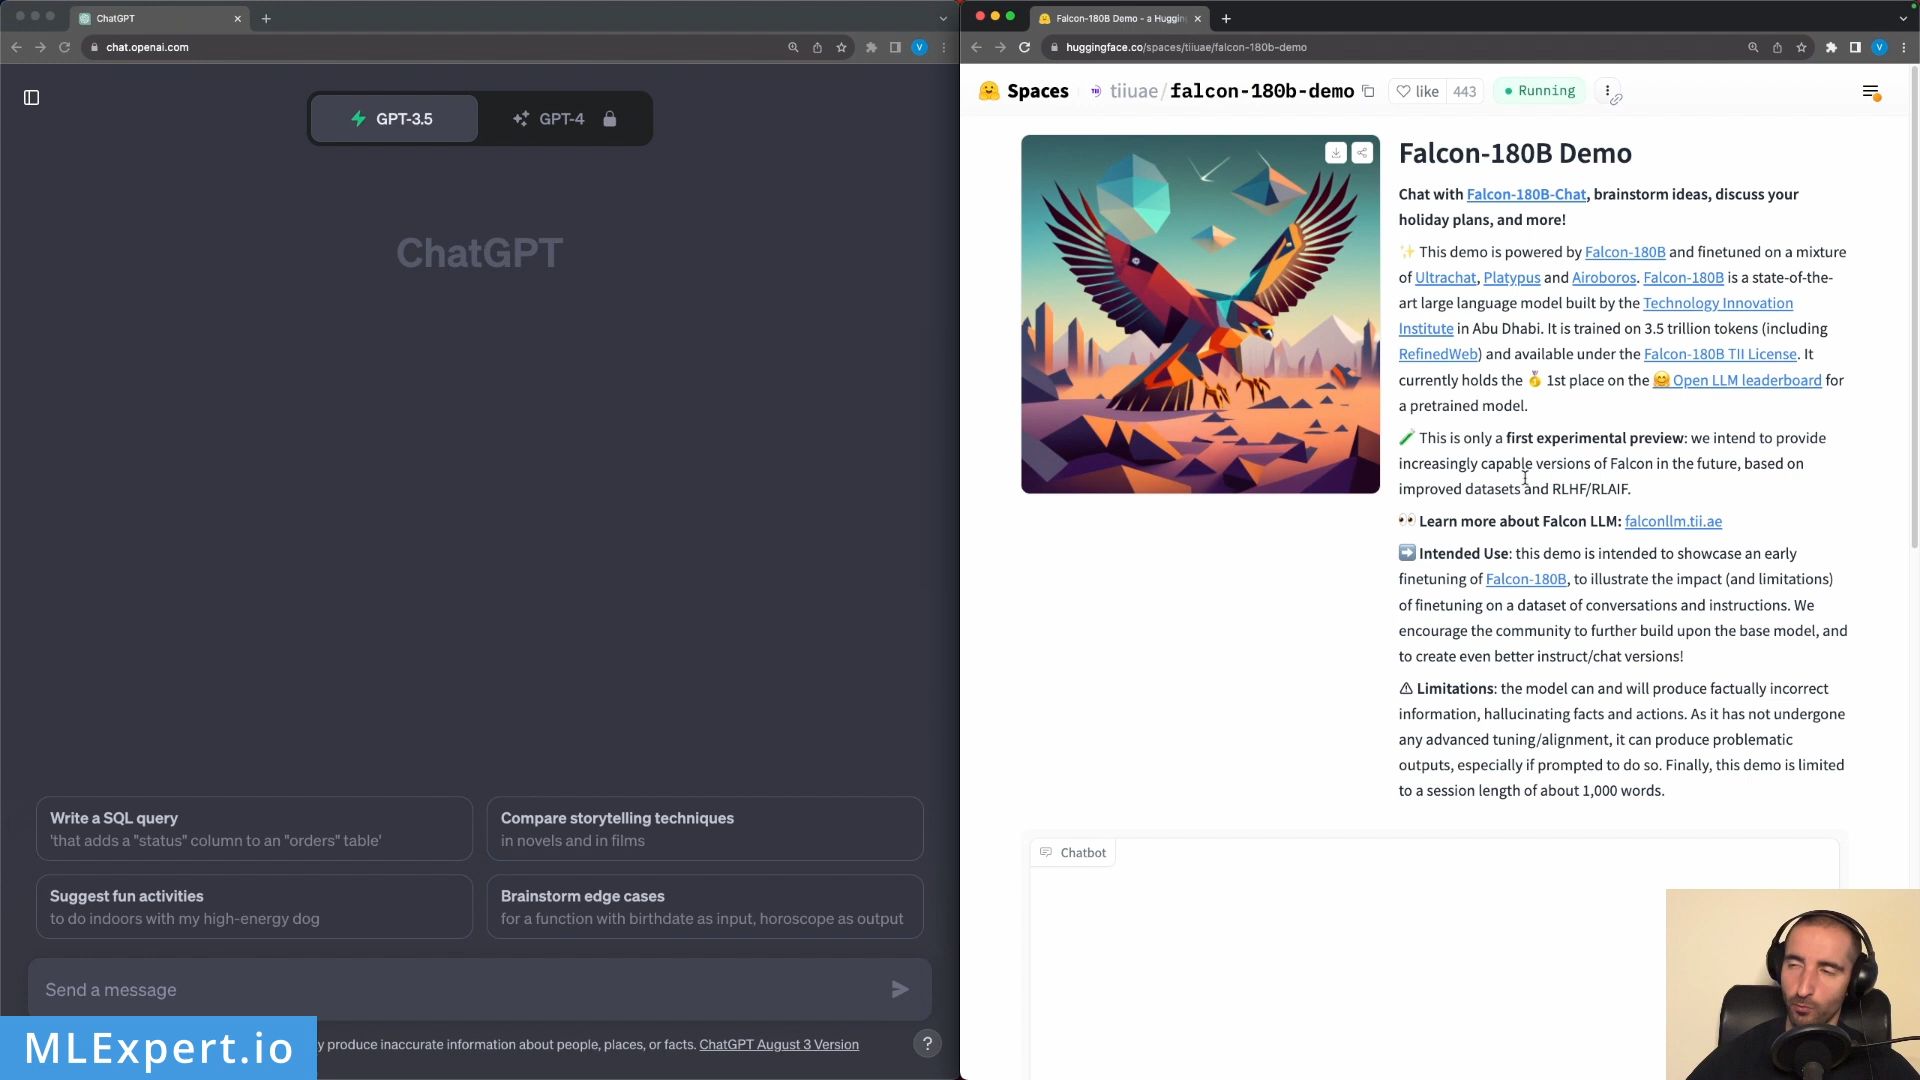 ChatGPT
chat.openai.com
V
GPT-3.5
GPT-4
ChatGPT
Write a SQL query
'that adds a "status" column to an "orders" table'
Compare storytelling techniques
in novels and in films
Suggest fun activities
to do indoors with my high-energy dog
Brainstorm edge cases
for a function with birthdate as input, horoscope as output
Send a message
MLExpert.io
y produce inaccurate information about people, places, or facts. ChatGPT August 3 Version
?
Falcon-180B Demo - a Huggin
huggingface.co/spaces/tiiuae/falcon-180b-demo
V
Spaces
tiiuae/falcon-180b-demo
like 443
Running
Falcon-180B Demo
Chat with Falcon-180B-Chat, brainstorm ideas, discuss your
holiday plans, and more!
✨ This demo is powered by Falcon-180B and finetuned on a mixture
of Ultrachat, Platypus and Airoboros. Falcon-180B is a state-of-the-
art large language model built by the Technology Innovation
Institute in Abu Dhabi. It is trained on 3.5 trillion tokens (including
RefinedWeb) and available under the Falcon-180B TII License. It
currently holds the 🥇 1st place on the 🤗 Open LLM leaderboard for
a pretrained model.
🧪 This is only a first experimental preview: we intend to provide
increasingly capable versions of Falcon in the future, based on
improved datasets and RLHF/RLAIF.
👀 Learn more about Falcon LLM: falconllm.tii.ae
➡️ Intended Use: this demo is intended to showcase an early
finetuning of Falcon-180B, to illustrate the impact (and limitations)
of finetuning on a dataset of conversations and instructions. We
encourage the community to further build upon the base model, and
to create even better instruct/chat versions!
⚠ Limitations: the model can and will produce factually incorrect
information, hallucinating facts and actions. As it has not undergone
any advanced tuning/alignment, it can produce problematic
outputs, especially if prompted to do so. Finally, this demo is limited
to a session length of about 1,000 words.
Chatbot